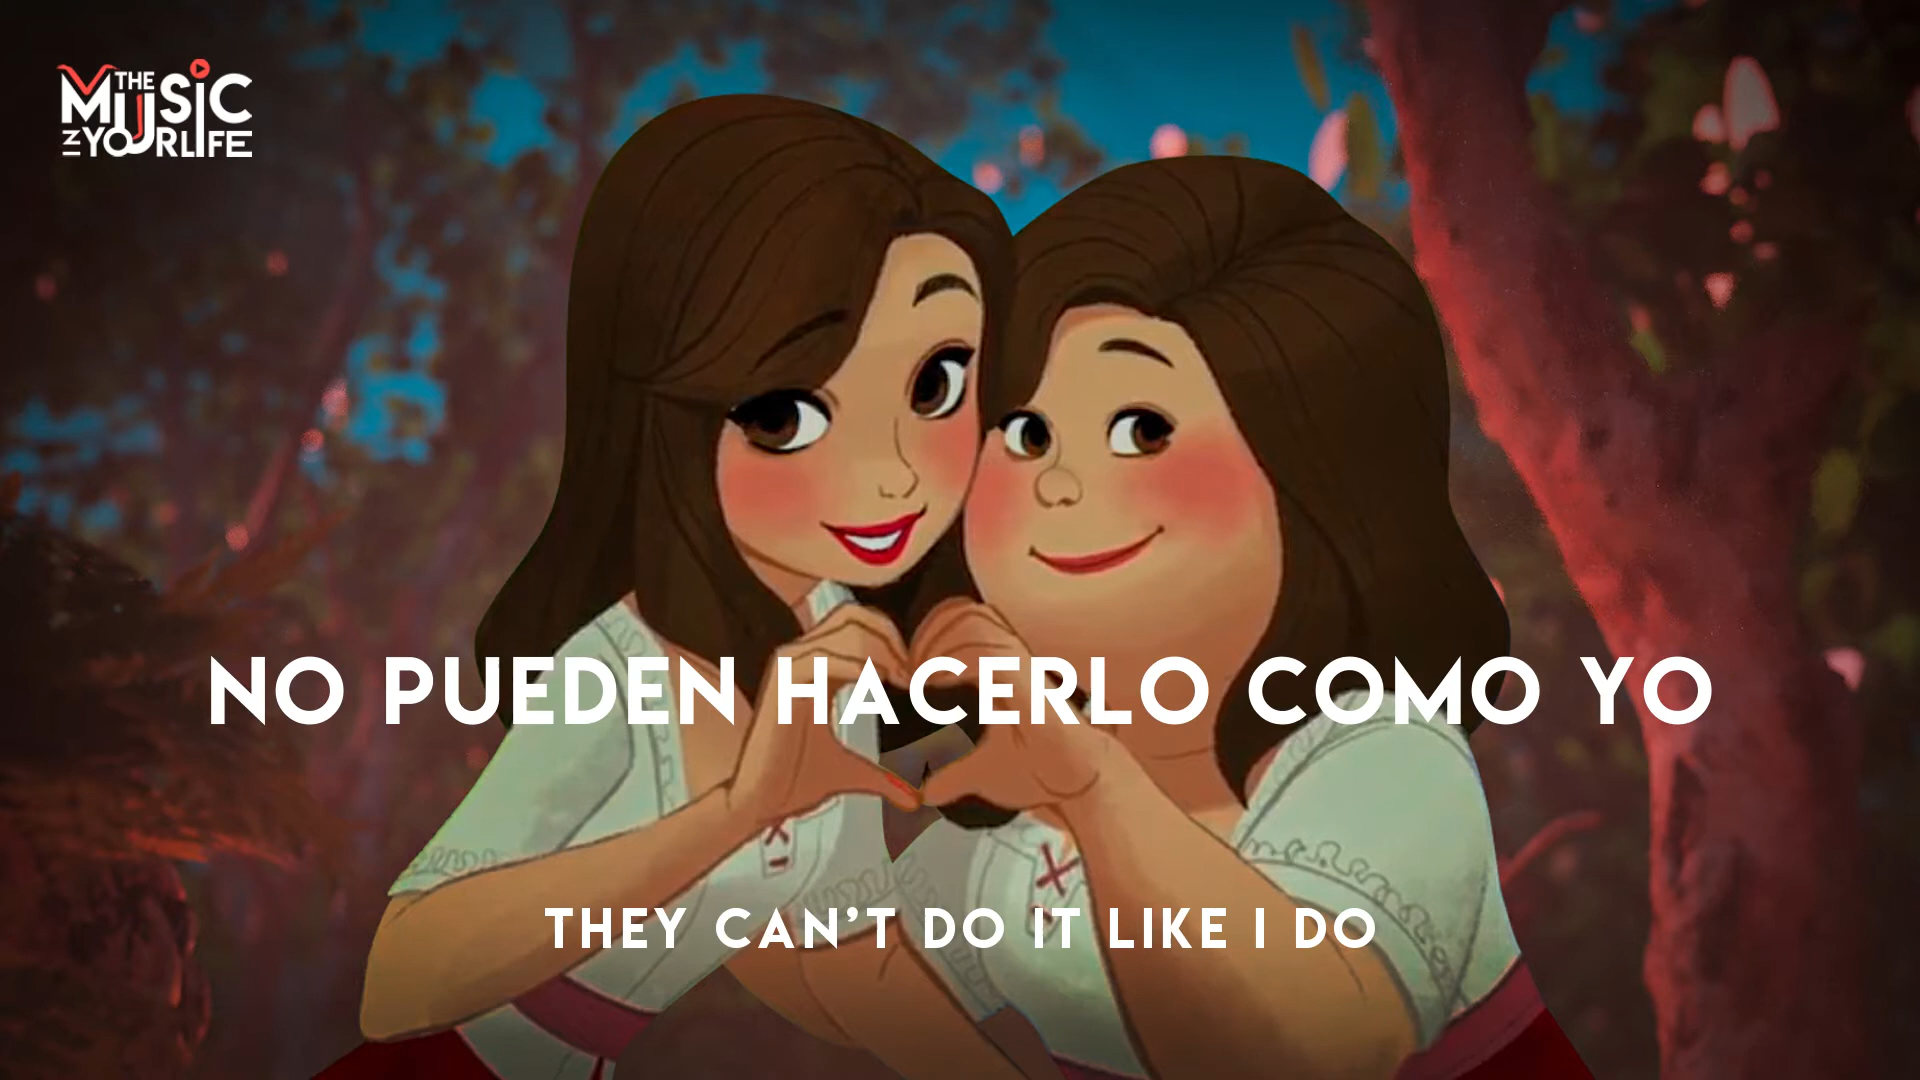 THE
MUSIC
IN YOUR LIFE
NO PUEDEN HACERLO COMO YO
THEY CAN'T DO IT LIKE I DO